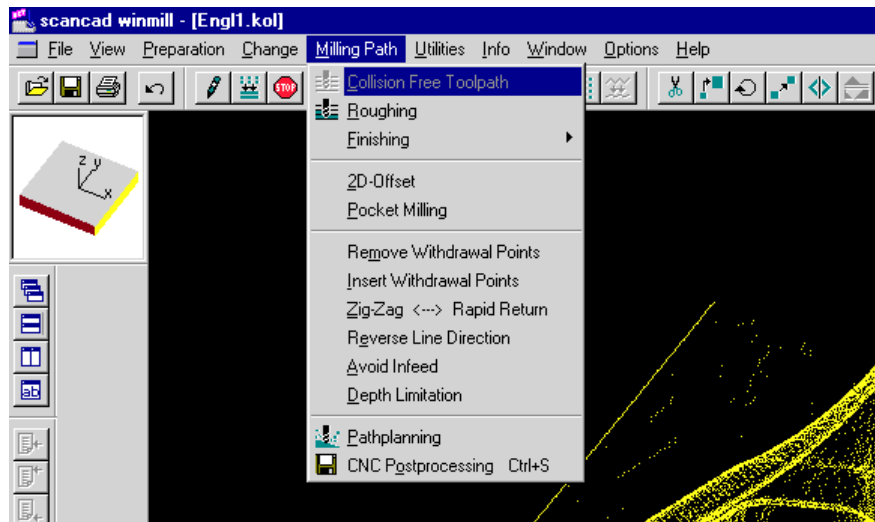 scancad winmill - [Engl1.kol]
File View Preparation Change Milling Path Utilities Info Window Options Help
STOP
Collision Free Toolpath
Roughing
Finishing
z y
x
2D-Offset
Pocket Milling
Remove Withdrawal Points
Insert Withdrawal Points
Zig-Zag <---> Rapid Return
Reverse Line Direction
Avoid Infeed
Depth Limitation
ab
Pathplanning
CNC Postprocessing Ctrl+S